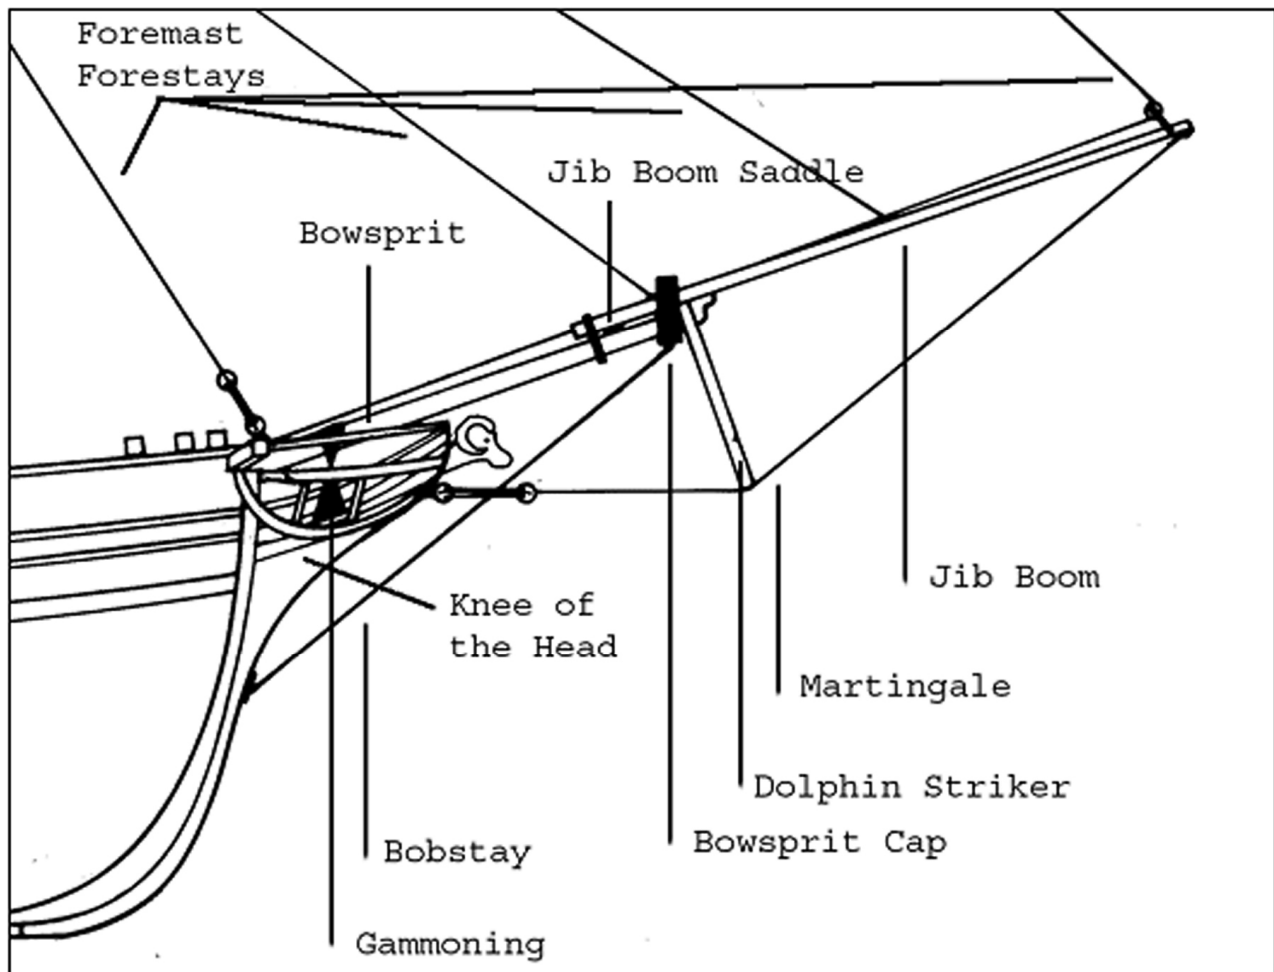 Foremast
Forestays
Jib Boom Saddle
Bowsprit
Jib Boom
Knee of
the Head
Martingale
Dolphin Striker
Bowsprit Cap
Bobstay
Gammoning